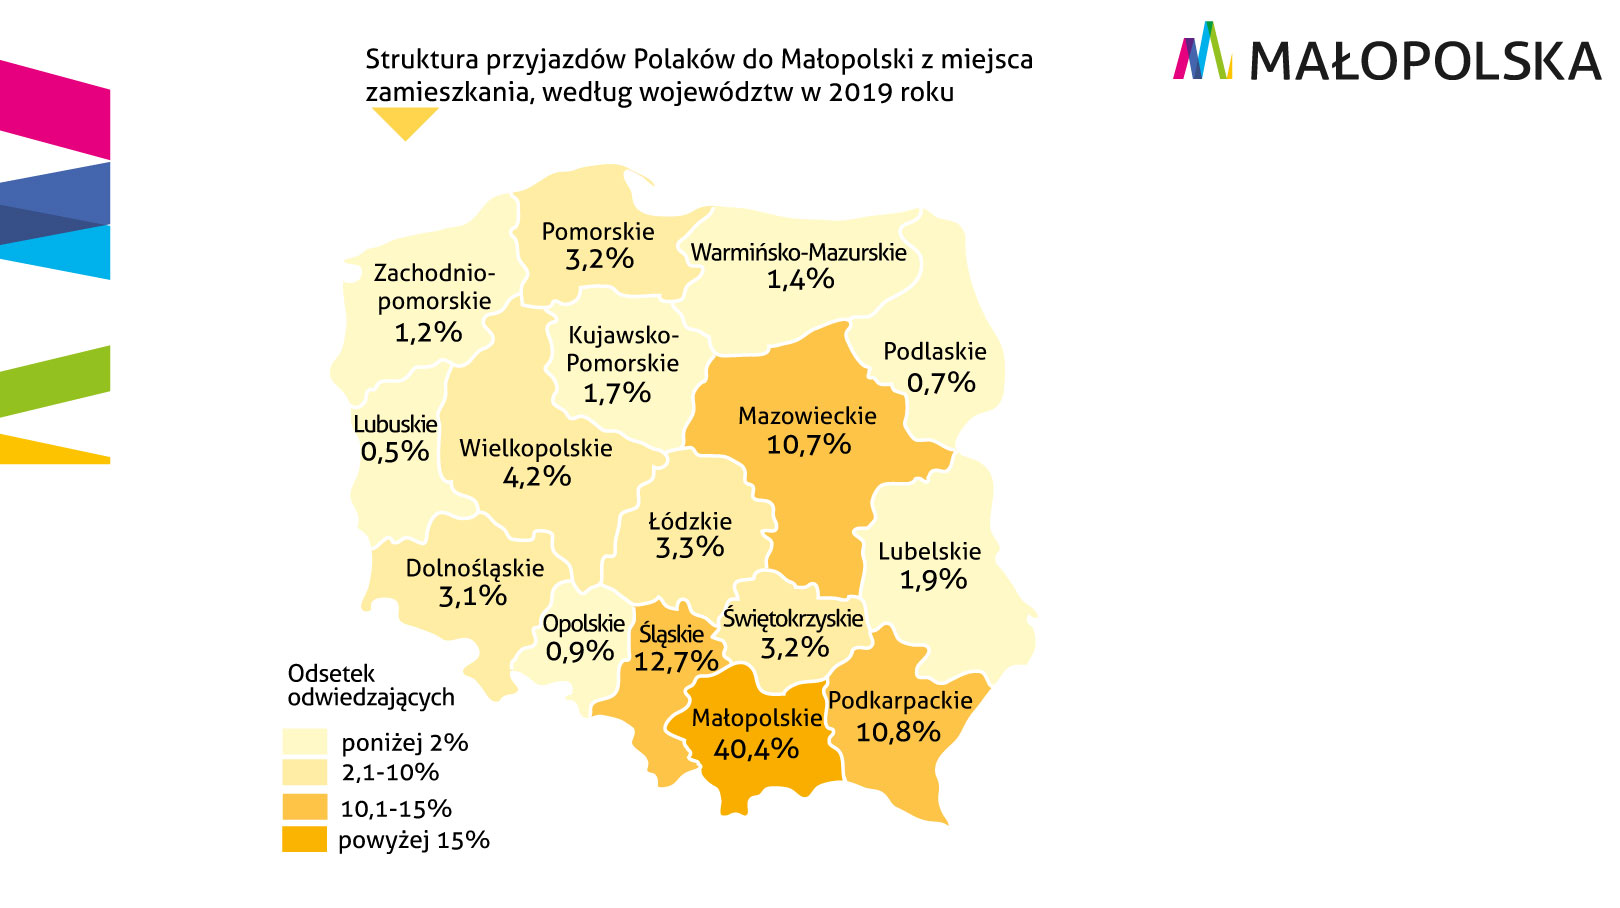 MAŁOPOLSKA
Struktura przyjazdów Polaków do Małopolski z miejsca
zamieszkania, według województw w 2019 roku
Pomorskie
3,2%
Warmińsko-Mazurskie
1,4%
Zachodnio-
pomorskie
1,2%
Kujawsko-
Pomorskie
1,7%
Podlaskie
0,7%
Mazowieckie
10,7%
Lubuskie
0,5%
Wielkopolskie
4,2%
Łódzkie
3,3%
Lubelskie
1,9%
Dolnośląskie
3,1%
Opolskie
0,9%
Śląskie
12,7%
Świętokrzyskie
3,2%
Małopolskie
40,4%
Podkarpackie
10,8%
Odsetek
odwiedzających
poniżej 2%
2,1-10%
10,1-15%
powyżej 15%